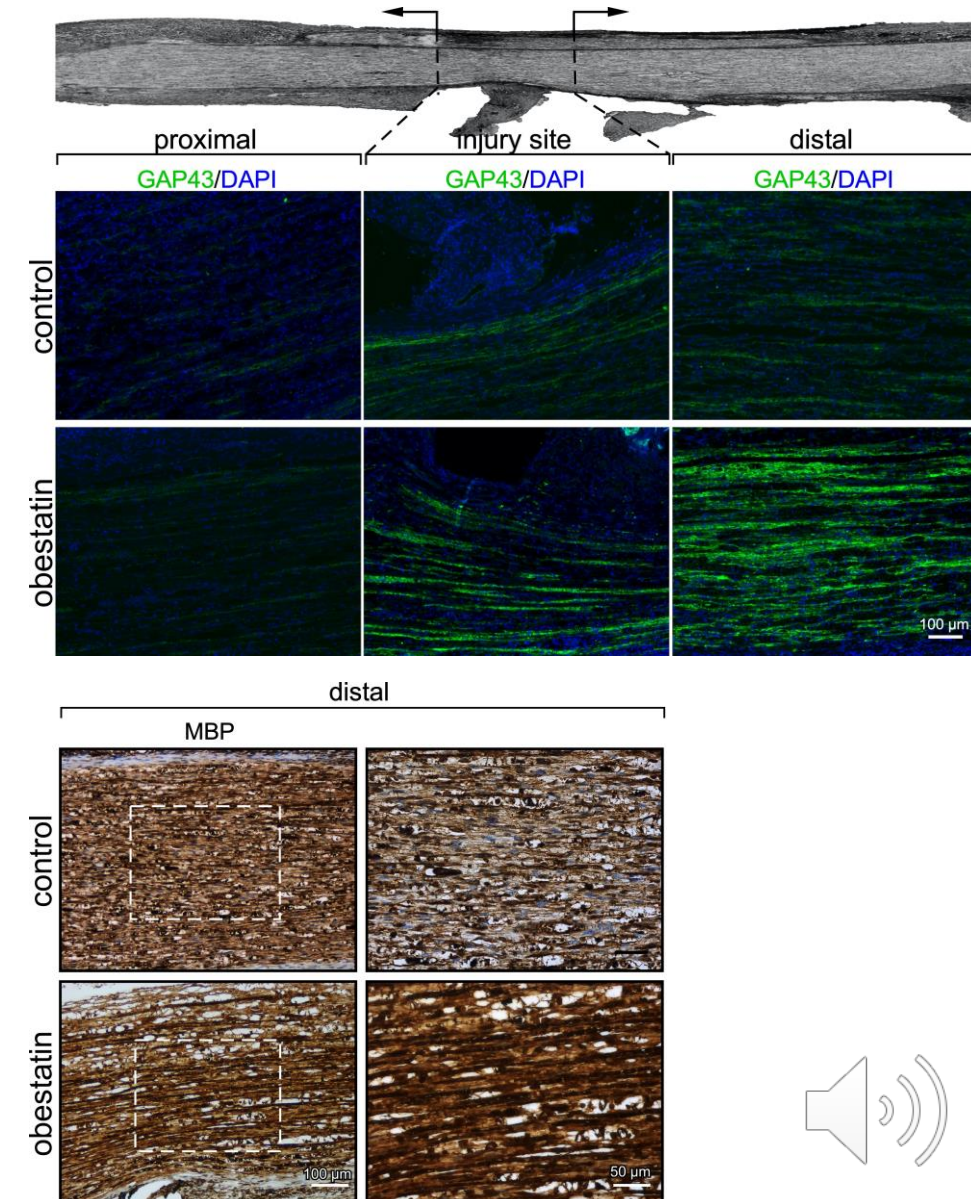 proximal injury site distal
GAP43/DAPI GAP43/DAPI GAP43/DAPI
control
obestatin
100 µm
distal
MBP
control
obestatin
100 µm 50 µm